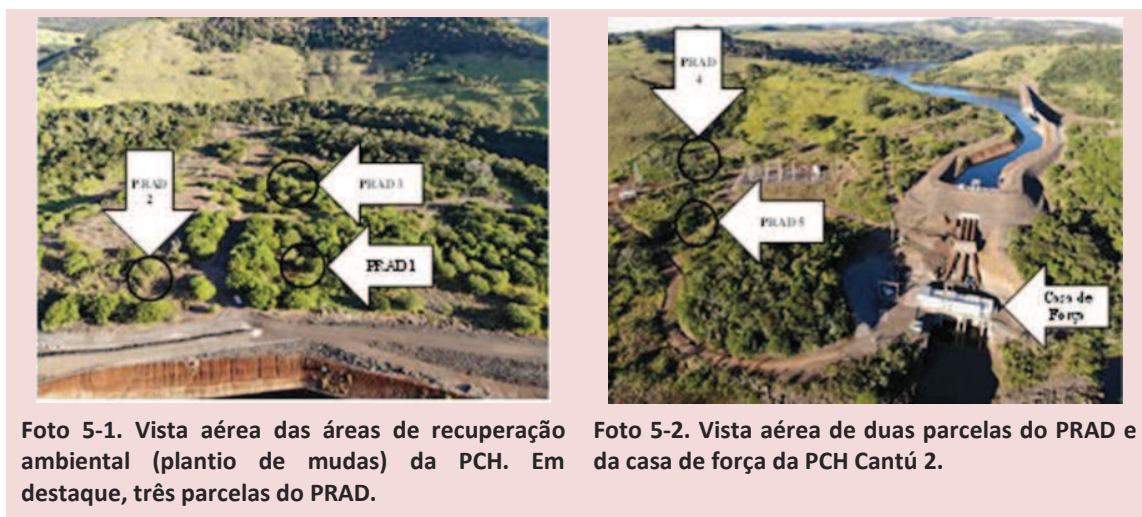 PRAD
2
PRAD 3
PRAD 1
PRAD
4
PRAD 5
Casa de
Força
Foto 5-1. Vista aérea das áreas de recuperação
ambiental (plantio de mudas) da PCH. Em
destaque, três parcelas do PRAD.
Foto 5-2. Vista aérea de duas parcelas do PRAD e
da casa de força da PCH Cantú 2.